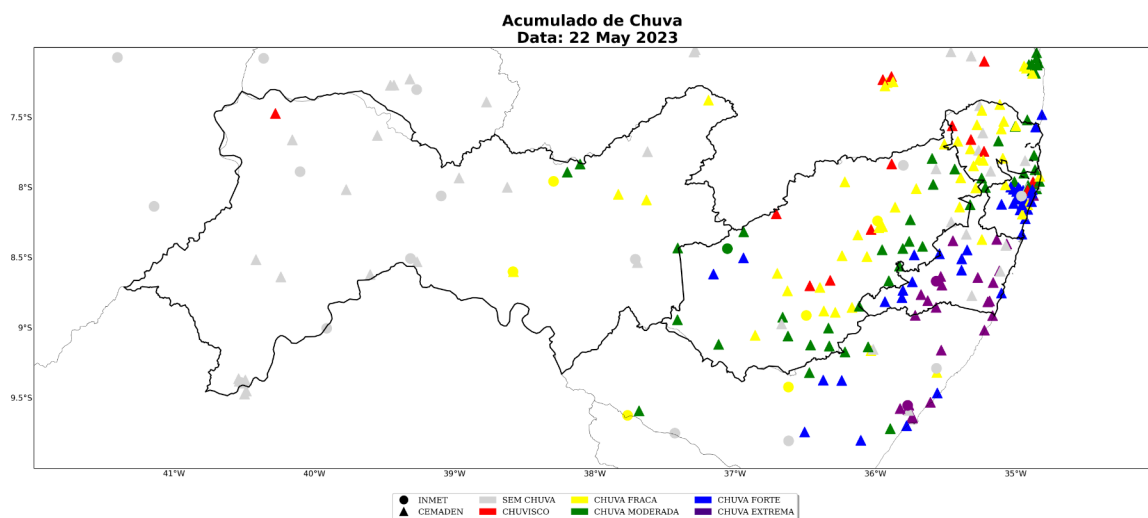 Acumulado de Chuva
Data: 22 May 2023
7.5°S
8°S
8.5°S
9°S
9.5°S
41°W 40°W 39°W 38°W 37°W 36°W 35°W
INMET SEM CHUVA CHUVA FRACA CHUVA FORTE
CEMADEN CHUVISCO CHUVA MODERADA CHUVA EXTREMA